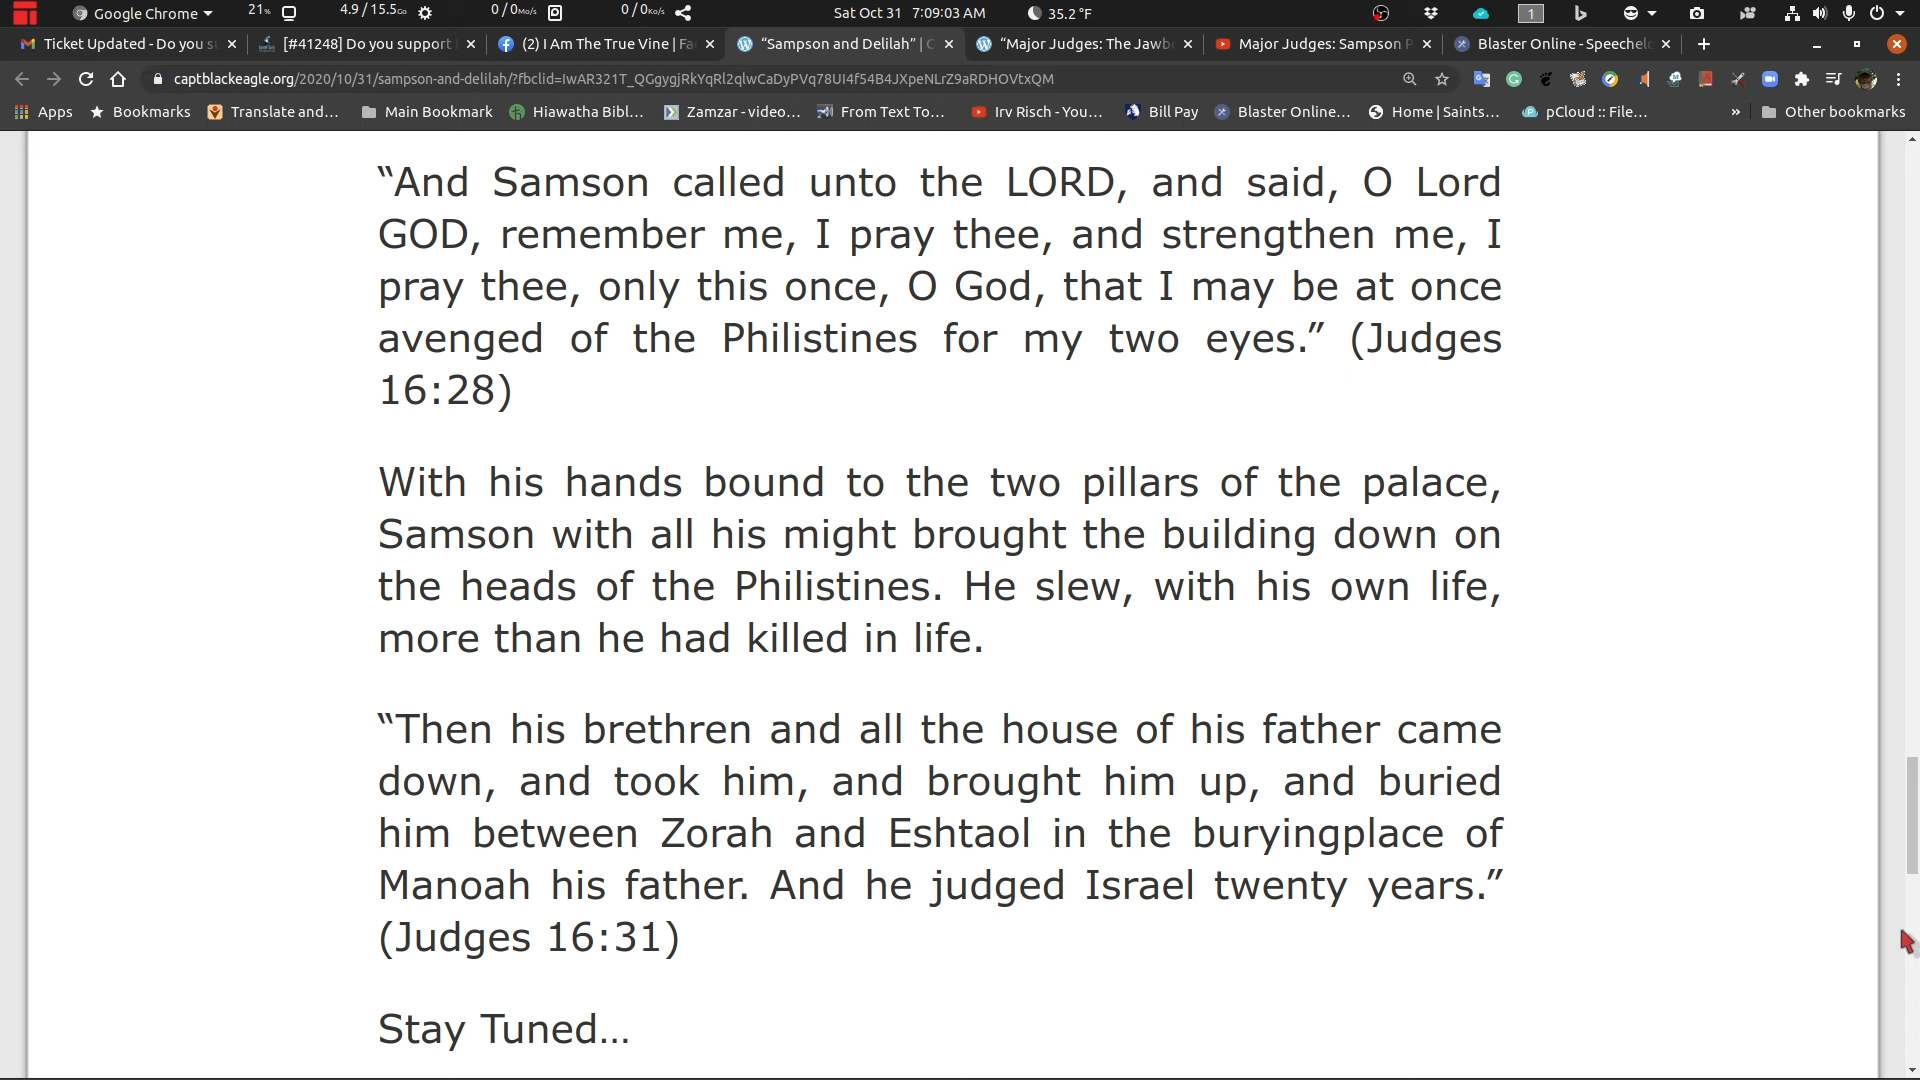 Google Chrome
21%
4.9 / 15.5Go
0 / 0Mo/s
0 / 0Ko/s
Sat Oct 31  7:09:03 AM
35.2 °F
1
Ticket Updated - Do you s
[#41248] Do you support
(2) I Am The True Vine | Fa
“Sampson and Delilah” | C
“Major Judges: The Jawb
Major Judges: Sampson P
Blaster Online - Speechel
captblackeagle.org/2020/10/31/sampson-and-delilah/?fbclid=IwAR321T_QGgygjRkYqRl2qlwCaDyPVq78UI4f54B4JXpeNLrZ9aRDHOVtxQM
Apps
Bookmarks
Translate and...
Main Bookmark
Hiawatha Bibl...
Zamzar - video...
From Text To...
Irv Risch - You...
Bill Pay
Blaster Online...
Home | Saints...
pCloud :: File...
»
Other bookmarks
“And Samson called unto the LORD, and said, O Lord
GOD, remember me, I pray thee, and strengthen me, I
pray thee, only this once, O God, that I may be at once
avenged of the Philistines for my two eyes.” (Judges
16:28)
With his hands bound to the two pillars of the palace,
Samson with all his might brought the building down on
the heads of the Philistines. He slew, with his own life,
more than he had killed in life.
“Then his brethren and all the house of his father came
down, and took him, and brought him up, and buried
him between Zorah and Eshtaol in the buryingplace of
Manoah his father. And he judged Israel twenty years.”
(Judges 16:31)
Stay Tuned…